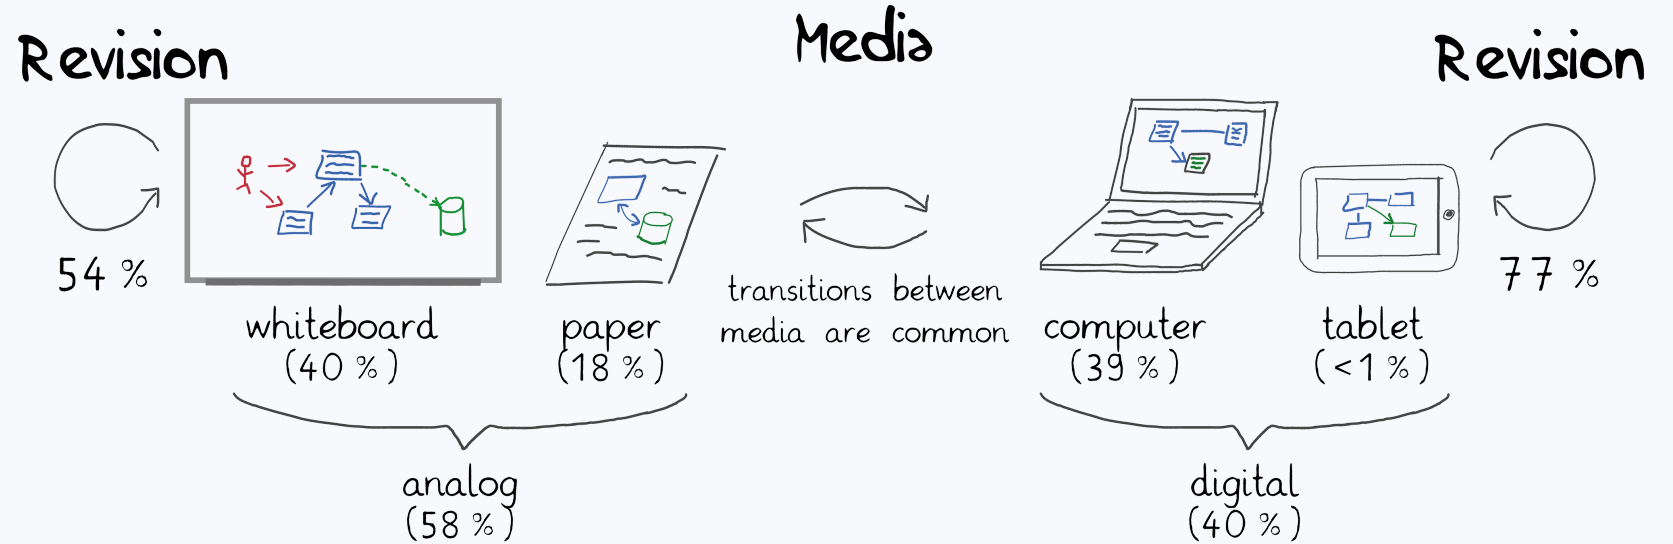 Revision
Media
Revision
54 %
77 %
transitions between
media are common
whiteboard
(40 %)
paper
(18 %)
computer
(39 %)
tablet
(<1 %)
analog
(58 %)
digital
(40 %)